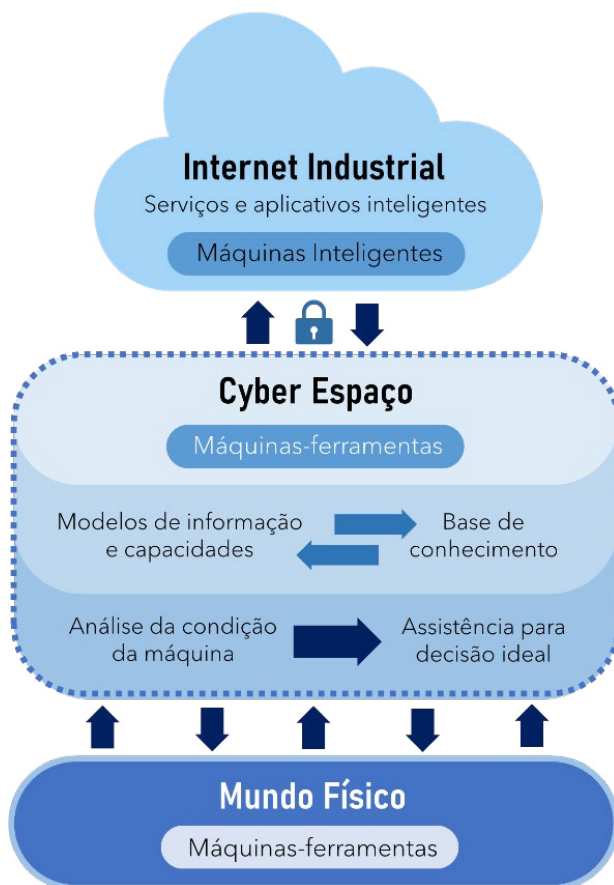 Internet Industrial
Serviços e aplicativos inteligentes
Máquinas Inteligentes
Cyber Espaço
Máquinas-ferramentas
Modelos de informação
e capacidades
Base de
conhecimento
Análise da condição
da máquina
Assistência para
decisão ideal
Mundo Físico
Máquinas-ferramentas